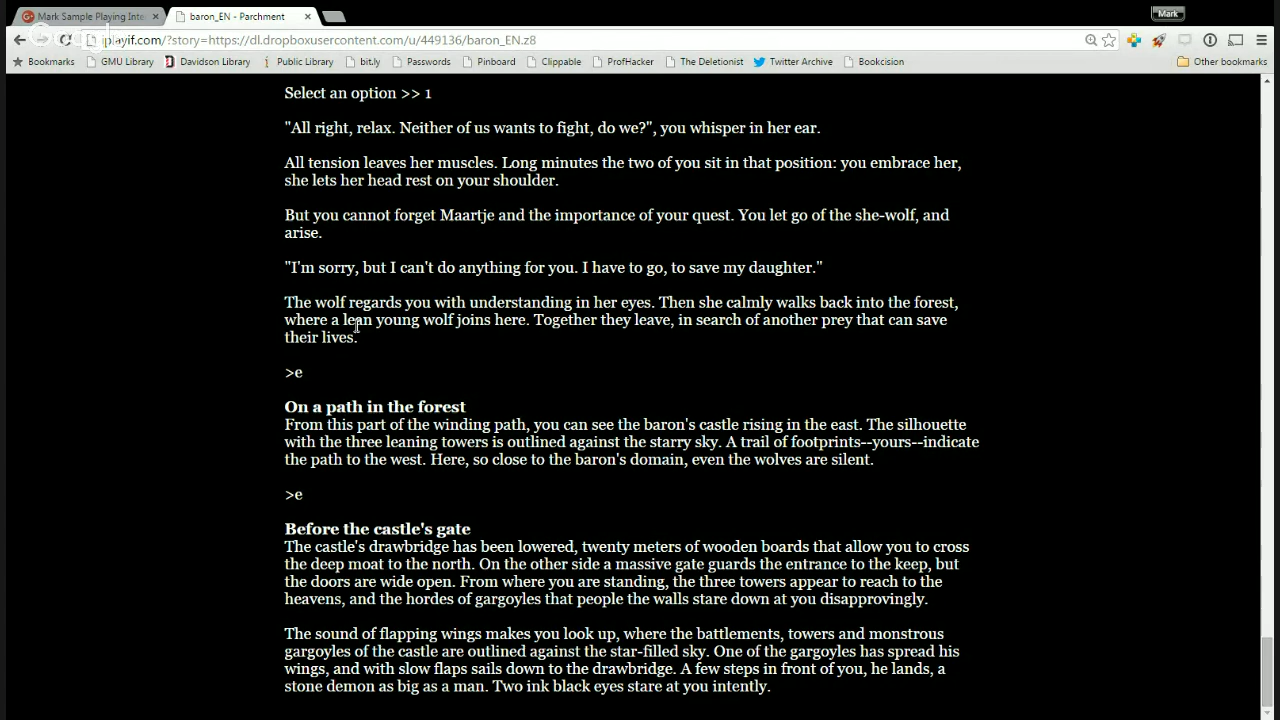 Mark Sample Playing Inte
baron_EN - Parchment
Mark
iplayif.com/?story=https://dl.dropboxusercontent.com/u/449136/baron_EN.z8
Bookmarks GMU Library Davidson Library Public Library bit.ly Passwords Pinboard Clippable ProfHacker The Deletionist Twitter Archive Bookcision Other bookmarks
Select an option >> 1
"All right, relax. Neither of us wants to fight, do we?", you whisper in her ear.
All tension leaves her muscles. Long minutes the two of you sit in that position: you embrace her,
she lets her head rest on your shoulder.
But you cannot forget Maartje and the importance of your quest. You let go of the she-wolf, and
arise.
"I'm sorry, but I can't do anything for you. I have to go, to save my daughter."
The wolf regards you with understanding in her eyes. Then she calmly walks back into the forest,
where a lean young wolf joins here. Together they leave, in search of another prey that can save
their lives.
>e
On a path in the forest
From this part of the winding path, you can see the baron's castle rising in the east. The silhouette
with the three leaning towers is outlined against the starry sky. A trail of footprints--yours--indicate
the path to the west. Here, so close to the baron's domain, even the wolves are silent.
>e
Before the castle's gate
The castle's drawbridge has been lowered, twenty meters of wooden boards that allow you to cross
the deep moat to the north. On the other side a massive gate guards the entrance to the keep, but
the doors are wide open. From where you are standing, the three towers appear to reach to the
heavens, and the hordes of gargoyles that people the walls stare down at you disapprovingly.
The sound of flapping wings makes you look up, where the battlements, towers and monstrous
gargoyles of the castle are outlined against the star-filled sky. One of the gargoyles has spread his
wings, and with slow flaps sails down to the drawbridge. A few steps in front of you, he lands, a
stone demon as big as a man. Two ink black eyes stare at you intently.